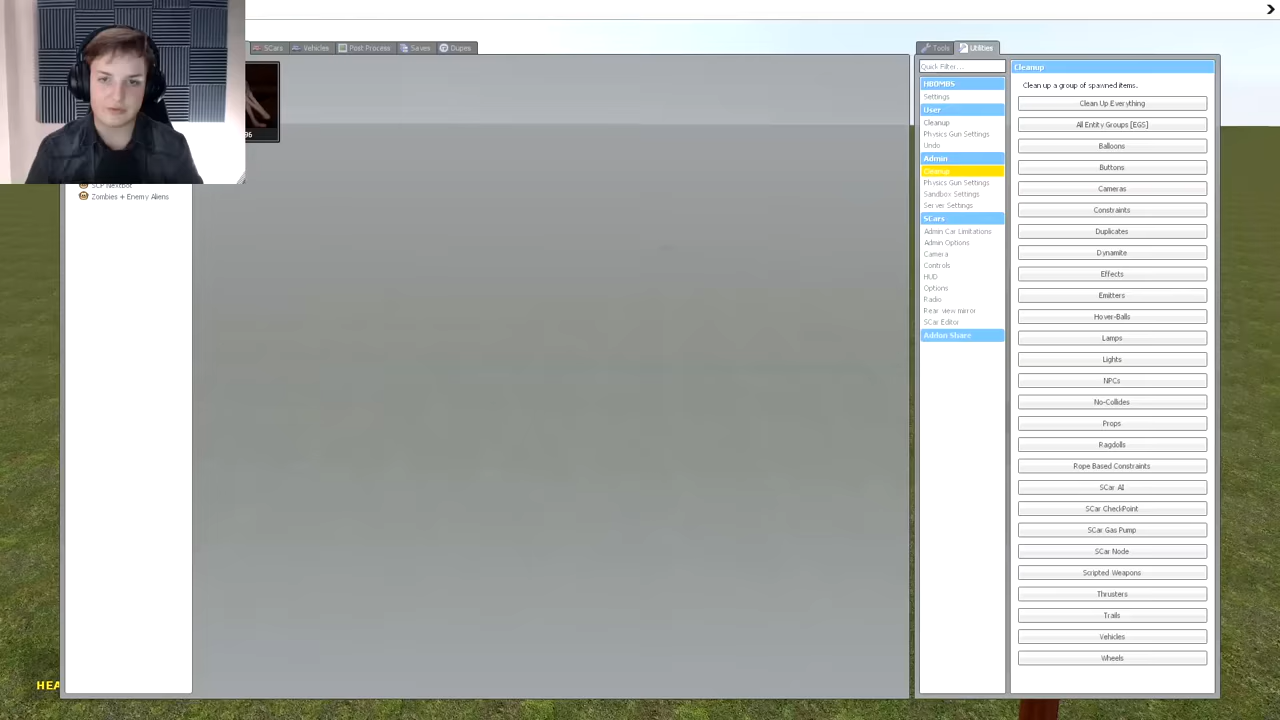 SCars
Vehicles
Post Process
Saves
Dupes
Tools
Utilities
96
SCP Nextbot
Zombies + Enemy Aliens
HEA
Quick Filter...
HBOMBS
Settings
User
Cleanup
Physics Gun Settings
Undo
Admin
Cleanup
Physics Gun Settings
Sandbox Settings
Server Settings
SCars
Admin Car Limitations
Admin Options
Camera
Controls
HUD
Options
Radio
Rear view mirror
SCar Editor
Addon Share
Cleanup
Clean up a group of spawned items.
Clean Up Everything
All Entity Groups [EGS]
Balloons
Buttons
Cameras
Constraints
Duplicates
Dynamite
Effects
Emitters
Hover-Balls
Lamps
Lights
NPCs
No-Collides
Props
Ragdolls
Rope Based Constraints
SCar AI
SCar CheckPoint
SCar Gas Pump
SCar Node
Scripted Weapons
Thrusters
Trails
Vehicles
Wheels